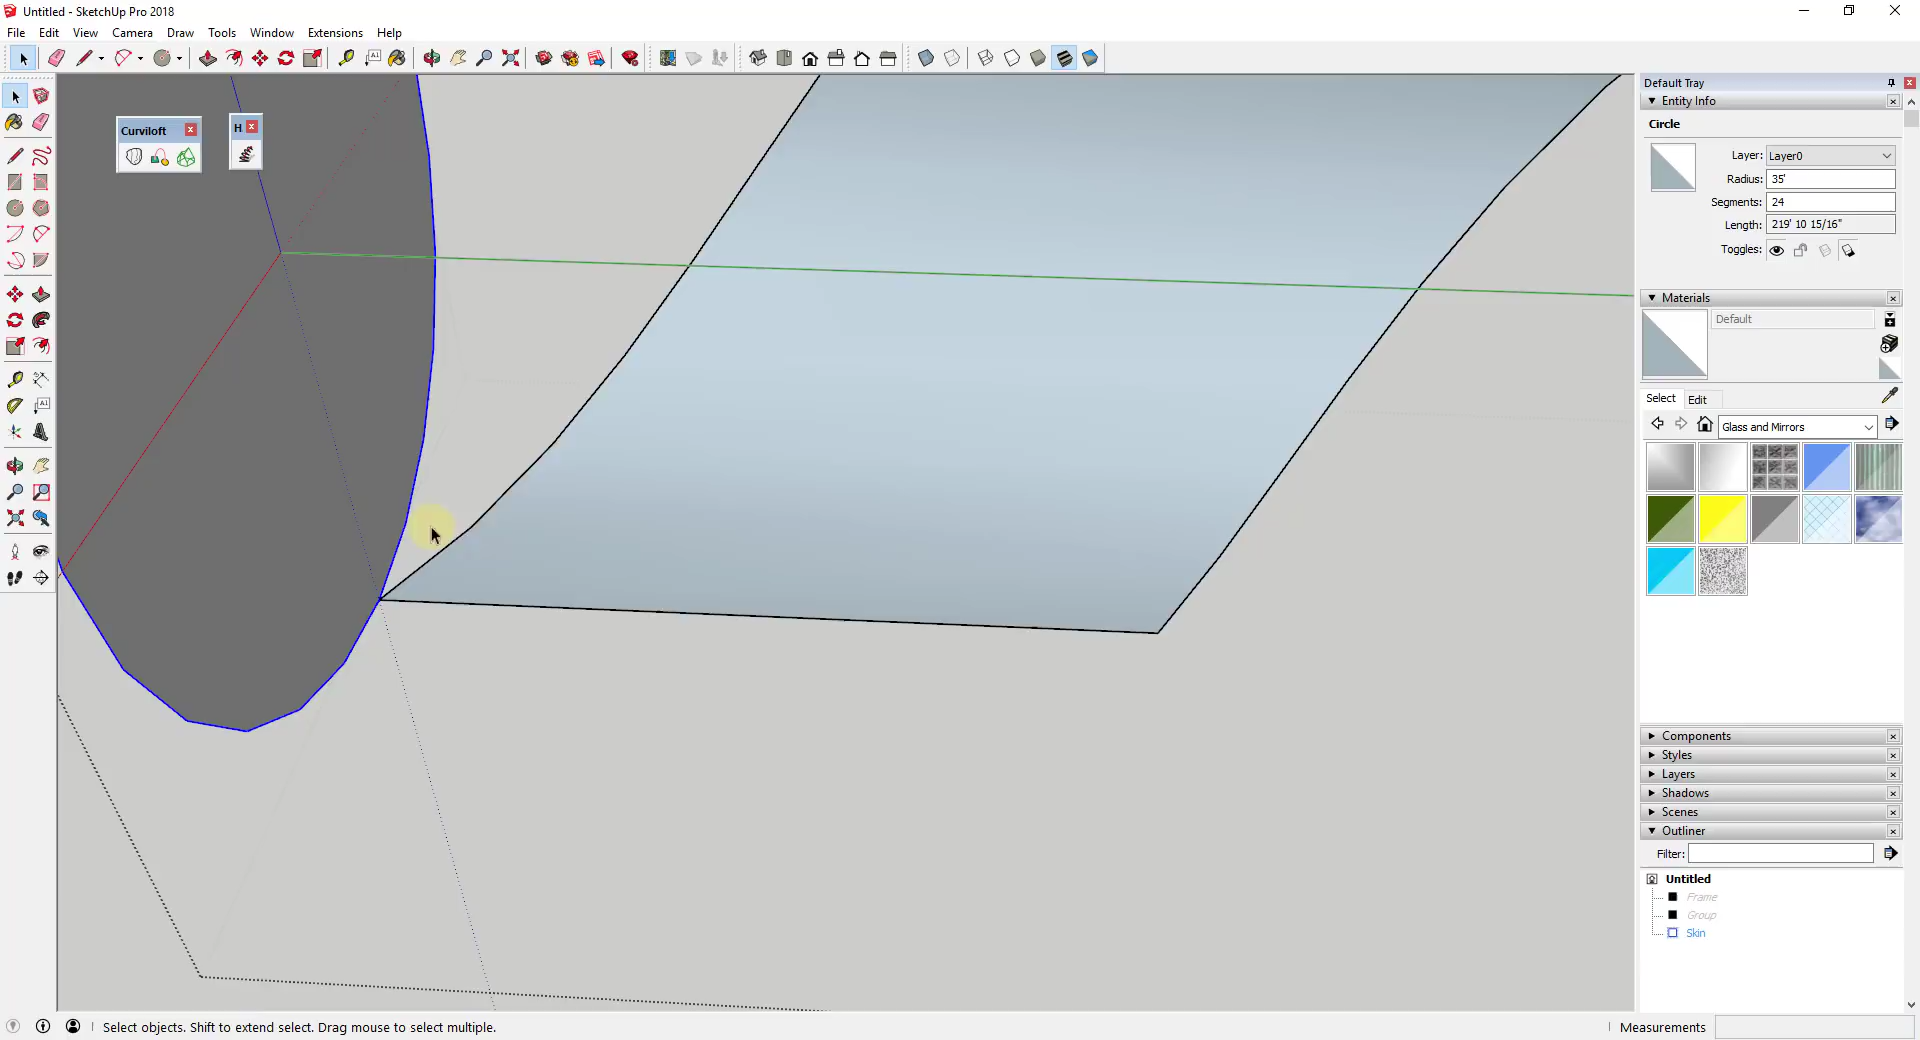 Untitled - SketchUp Pro 2018
File Edit View Camera Draw Tools Window Extensions Help
Default Tray
Entity Info
Circle
Layer: Layer0
Radius: 35'
Segments: 24
Length: 219' 10 15/16"
Toggles:
Curviloft
H
Materials
Default
Select Edit
Glass and Mirrors
Components
Styles
Layers
Shadows
Scenes
Outliner
Filter:
Untitled
Frame
Group
Skin
Select objects. Shift to extend select. Drag mouse to select multiple.
Measurements